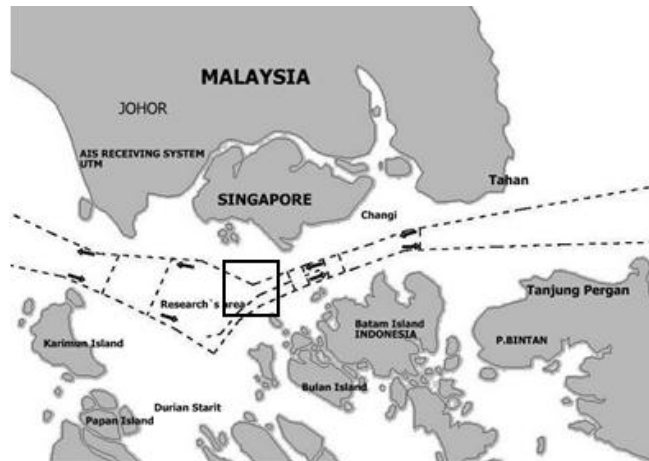 MALAYSIA
JOHOR
AIS RECEIVING SYSTEM
UTM
SINGAPORE
Tahan
Changi
Research`s area
Tanjung Pergan
Batam Island
INDONESIA
Karimun Island
P.BINTAN
Bulan Island
Durian Starit
Papan Island